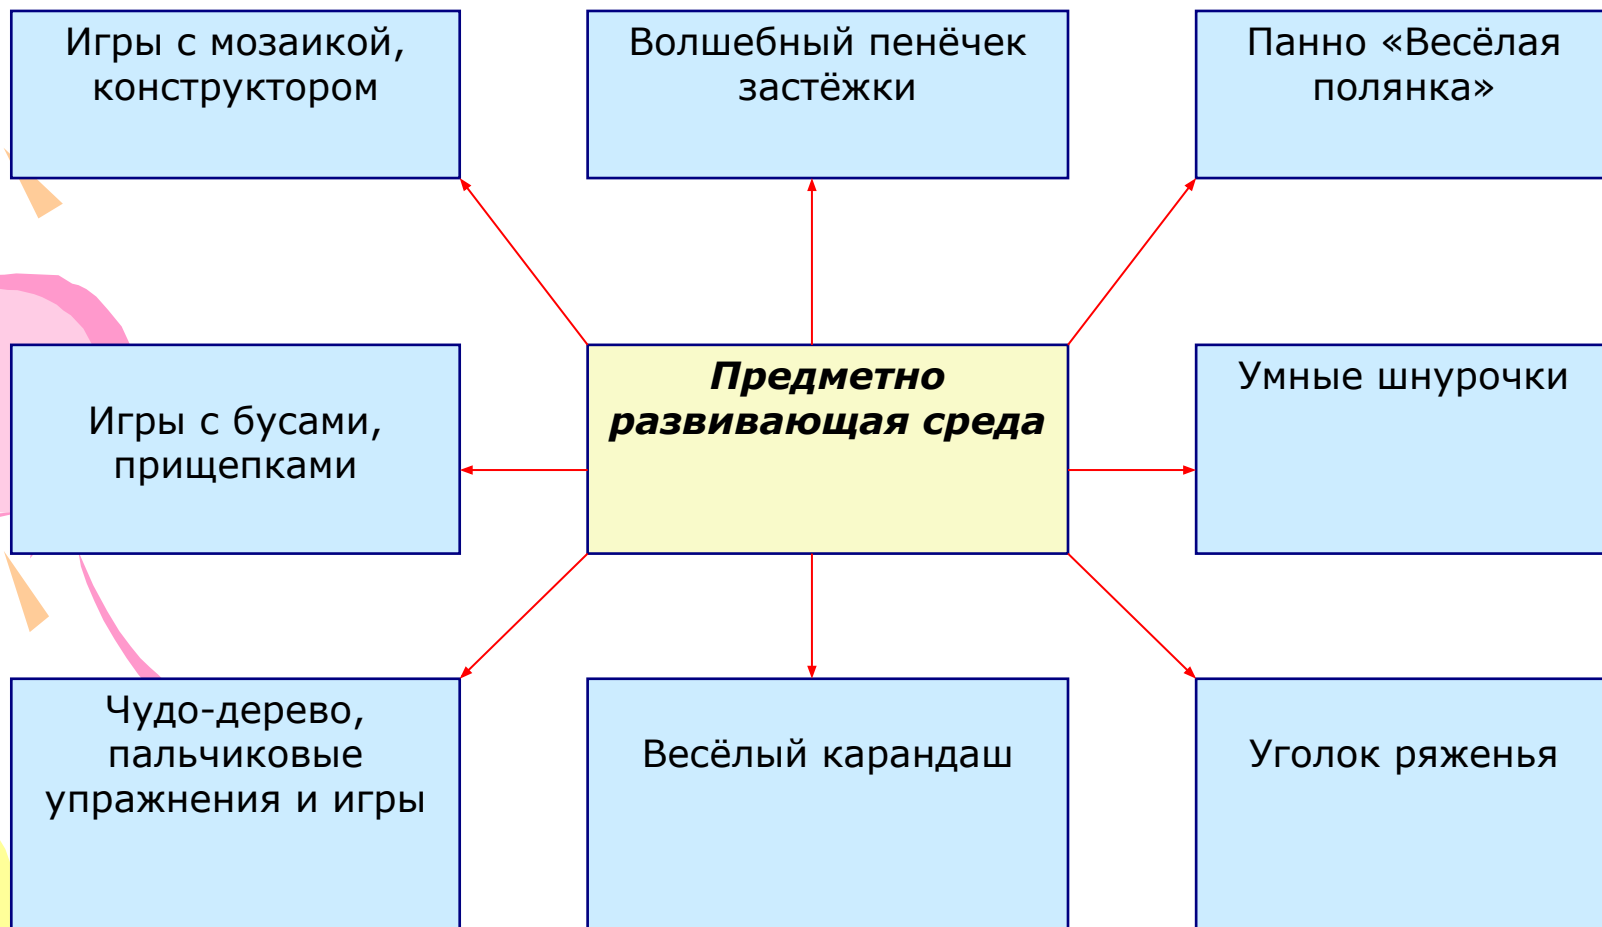 Игры с мозаикой,
конструктором
Волшебный пенёчек
застёжки
Панно «Весёлая
полянка»
Игры с бусами,
прищепками
Предметно
развивающая среда
Умные шнурочки
Чудо-дерево,
пальчиковые
упражнения и игры
Весёлый карандаш
Уголок ряженья